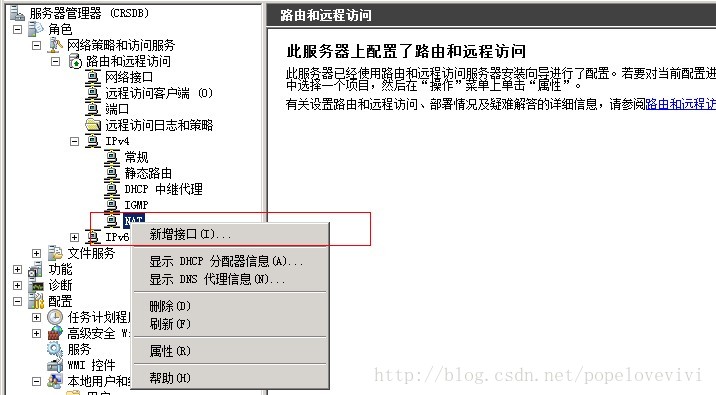 服务器管理器 (CRSDB)
角色
网络策略和访问服务
路由和远程访问
网络接口
远程访问客户端 (0)
端口
远程访问日志和策略
IPv4
常规
静态路由
DHCP 中继代理
IGMP
NAT
IPv6
文件服务
功能
诊断
配置
任务计划程
高级安全 Wi
服务
WMI 控件
本地用户和
用户
新增接口(I)...
显示 DHCP 分配器信息(A)...
显示 DNS 代理信息(N)...
删除(D)
刷新(F)
属性(R)
帮助(H)
路由和远程访问
此服务器上配置了路由和远程访问
此服务器已经使用路由和远程访问服务器安装向导进行了配置。若要对当前配置进
中选择一个项目，然后在“操作”菜单上单击“属性”。
有关设置路由和远程访问、部署情况及疑难解答的详细信息，请参阅路由和远程访
http://blog.csdn.net/popelovevivi